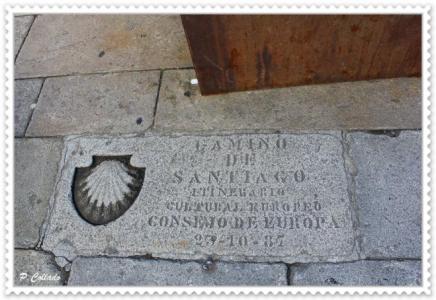 CAMINO
DE
SANTIAGO
ITINERARIO
CULTURAL EUROPEO
CONSEJO DE EUROPA
23-10-87
P. Collado